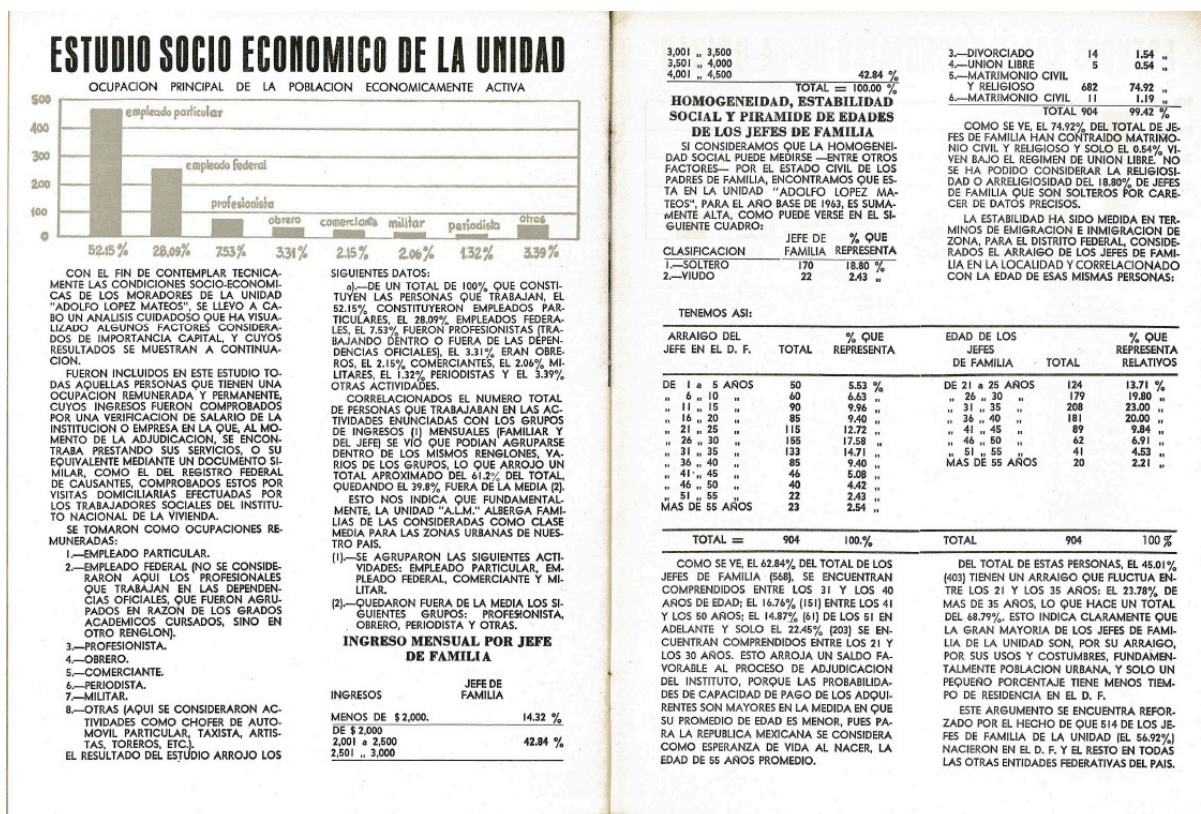 ESTUDIO SOCIO ECONOMICO DE LA UNIDAD
OCUPACION PRINCIPAL DE LA POBLACION ECONOMICAMENTE ACTIVA
500
400
300
200
100
0
empleado particular
empleado federal
profesionista
obrero
comerciante
militar
periodista
otros
52.15% 28.09% 7.53% 3.31% 2.15% 2.06% 1.32% 3.39%
CON EL FIN DE CONTEMPLAR TECNICA-
MENTE LAS CONDICIONES SOCIO-ECONOMI-
CAS DE LOS MORADORES DE LA UNIDAD
"ADOLFO LOPEZ MATEOS", SE LLEVO A CA-
BO UN ANALISIS CUIDADOSO QUE HA VISUA-
LIZADO ALGUNOS FACTORES CONSIDERA-
DOS DE IMPORTANCIA CAPITAL, Y CUYOS
RESULTADOS SE MUESTRAN A CONTINUA-
CION.
FUERON INCLUIDOS EN ESTE ESTUDIO TO-
DAS AQUELLAS PERSONAS QUE TIENEN UNA
OCUPACION REMUNERADA Y PERMANENTE,
CUYOS INGRESOS FUERON COMPROBADOS
POR UNA VERIFICACION DE SALARIO DE LA
INSTITUCION O EMPRESA EN LA QUE, AL MO-
MENTO DE LA ADJUDICACION, SE ENCON-
TRABA PRESTANDO SUS SERVICIOS, O SU
EQUIVALENTE MEDIANTE UN DOCUMENTO SI-
MILAR, COMO EL DEL REGISTRO FEDERAL
DE CAUSANTES, COMPROBADOS ESTOS POR
VISITAS DOMICILIARIAS EFECTUADAS POR
LOS TRABAJADORES SOCIALES DEL INSTITU-
TO NACIONAL DE LA VIVIENDA.
SE TOMARON COMO OCUPACIONES RE-
MUNERADAS:
1.—EMPLEADO PARTICULAR.
2.—EMPLEADO FEDERAL (NO SE CONSIDE-
RARON AQUI LOS PROFESIONALES
QUE TRABAJAN EN LAS DEPENDEN-
CIAS OFICIALES, QUE FUERON AGRU-
PADOS EN RAZON DE LOS GRADOS
ACADEMICOS CURSADOS, SINO EN
OTRO RENGLON).
3.—PROFESIONISTA.
4.—OBRERO.
5.—COMERCIANTE.
6.—PERIODISTA.
7.—MILITAR.
8.—OTRAS (AQUI SE CONSIDERARON AC-
TIVIDADES COMO CHOFER DE AUTO-
MOVIL PARTICULAR, TAXISTA, ARTIS-
TAS, TOREROS, ETC.).
EL RESULTADO DEL ESTUDIO ARROJO LOS
SIGUIENTES DATOS:
a).—DE UN TOTAL DE 100% QUE CONSTI-
TUYEN LAS PERSONAS QUE TRABAJAN, EL
52.15% CONSTITUYERON EMPLEADOS PAR-
TICULARES, EL 28.09% EMPLEADOS FEDERA-
LES, EL 7.53% FUERON PROFESIONISTAS (TRA-
BAJANDO DENTRO O FUERA DE LAS DEPEN-
DENCIAS OFICIALES), EL 3.31% ERAN OBRE-
ROS, EL 2.15% COMERCIANTES, EL 2.06% MI-
LITARES, EL 1.32% PERIODISTAS Y EL 3.39%
OTRAS ACTIVIDADES.
CORRELACIONADOS EL NUMERO TOTAL
DE PERSONAS QUE TRABAJABAN EN LAS AC-
TIVIDADES ENUNCIADAS CON LOS GRUPOS
DE INGRESOS (1) MENSUALES (FAMILIAR Y
DEL JEFE) SE VIO QUE PODIAN AGRUPARSE
DENTRO DE LOS MISMOS RENGLONES, VA-
RIOS DE LOS GRUPOS, LO QUE ARROJO UN
TOTAL APROXIMADO DEL 61.2% DEL TOTAL,
QUEDANDO EL 39.8% FUERA DE LA MEDIA (2).
ESTO NOS INDICA QUE FUNDAMENTAL-
MENTE, LA UNIDAD "A.L.M." ALBERGA FAMI-
LIAS DE LAS CONSIDERADAS COMO CLASE
MEDIA PARA LAS ZONAS URBANAS DE NUES-
TRO PAIS.
(1).—SE AGRUPARON LAS SIGUIENTES ACTI-
VIDADES: EMPLEADO PARTICULAR, EM-
PLEADO FEDERAL, COMERCIANTE Y MI-
LITAR.
(2).—QUEDARON FUERA DE LA MEDIA LOS SI-
GUIENTES GRUPOS: PROFESIONISTA,
OBRERO, PERIODISTA Y OTRAS.
INGRESO MENSUAL POR JEFE
DE FAMILIA
INGRESOS JEFE DE FAMILIA
MENOS DE $2,000. 14.32 %
DE $2,000
2,001 a 2,500 42.84 %
2,501 „ 3,000
3,001 „ 3,500
3,501 „ 4,000
4,001 „ 4,500 42.84 %
TOTAL = 100.00 %
HOMOGENEIDAD, ESTABILIDAD
SOCIAL Y PIRAMIDE DE EDADES
DE LOS JEFES DE FAMILIA
SI CONSIDERAMOS QUE LA HOMOGENEI-
DAD SOCIAL PUEDE MEDIRSE —ENTRE OTROS
FACTORES— POR EL ESTADO CIVIL DE LOS
PADRES DE FAMILIA, ENCONTRAMOS QUE ES-
TA EN LA UNIDAD "ADOLFO LOPEZ MA-
TEOS", PARA EL AÑO BASE DE 1963, ES SUMA-
MENTE ALTA, COMO PUEDE VERSE EN EL SI-
GUIENTE CUADRO:
CLASIFICACION JEFE DE FAMILIA % QUE REPRESENTA
1.—SOLTERO 170 18.80 %
2.—VIUDO 22 2.43 „
3.—DIVORCIADO 14 1.54 „
4.—UNION LIBRE 5 0.54 „
5.—MATRIMONIO CIVIL
Y RELIGIOSO 682 74.92 „
6.—MATRIMONIO CIVIL 11 1.19 „
TOTAL 904 99.42 %
COMO SE VE, EL 74.92% DEL TOTAL DE JE-
FES DE FAMILIA HAN CONTRAIDO MATRIMO-
NIO CIVIL Y RELIGIOSO Y SOLO EL 0.54% VI-
VEN BAJO EL REGIMEN DE UNION LIBRE. NO
SE HA PODIDO CONSIDERAR LA RELIGIOSI-
DAD O ARRELIGIOSIDAD DEL 18.80% DE JEFES
DE FAMILIA QUE SON SOLTEROS POR CARE-
CER DE DATOS PRECISOS.
LA ESTABILIDAD HA SIDO MEDIDA EN TER-
MINOS DE EMIGRACION E INMIGRACION DE
ZONA, PARA EL DISTRITO FEDERAL, CONSIDE-
RADOS EL ARRAIGO DE LOS JEFES DE FAMI-
LIA EN LA LOCALIDAD Y CORRELACIONADO
CON LA EDAD DE ESAS MISMAS PERSONAS:
TENEMOS ASI:
ARRAIGO DEL JEFE EN EL D. F. TOTAL % QUE REPRESENTA
DE 1 a 5 AÑOS 50 5.53 %
„ 6 „ 10 „ 60 6.63 „
„ 11 „ 15 „ 90 9.96 „
„ 16 „ 20 „ 85 9.40 „
„ 21 „ 25 „ 115 12.72 „
„ 26 „ 30 „ 155 17.58 „
„ 31 „ 35 „ 133 14.71 „
„ 36 „ 40 „ 85 9.40 „
„ 41 „ 45 „ 46 5.08 „
„ 46 „ 50 „ 40 4.42 „
„ 51 „ 55 „ 22 2.43 „
MAS DE 55 AÑOS 23 2.54 „
TOTAL = 904 100.%
EDAD DE LOS JEFES DE FAMILIA TOTAL % QUE REPRESENTA RELATIVOS
DE 21 a 25 AÑOS 124 13.71 %
„ 26 „ 30 „ 179 19.80 „
„ 31 „ 35 „ 208 23.00 „
„ 36 „ 40 „ 181 20.00 „
„ 41 „ 45 „ 89 9.84 „
„ 46 „ 50 „ 62 6.91 „
„ 51 „ 55 „ 41 4.53 „
MAS DE 55 AÑOS 20 2.21 „
TOTAL 904 100 %
COMO SE VE, EL 62.84% DEL TOTAL DE LOS
JEFES DE FAMILIA (568), SE ENCUENTRAN
COMPRENDIDOS ENTRE LOS 31 Y LOS 40
AÑOS DE EDAD; EL 16.76% (151) ENTRE LOS 41
Y LOS 50 AÑOS; EL 14.87% (61) DE LOS 51 EN
ADELANTE Y SOLO EL 22.45% (203) SE EN-
CUENTRAN COMPRENDIDOS ENTRE LOS 21 Y
LOS 30 AÑOS. ESTO ARROJA UN SALDO FA-
VORABLE AL PROCESO DE ADJUDICACION
DEL INSTITUTO, PORQUE LAS PROBABILIDA-
DES DE CAPACIDAD DE PAGO DE LOS ADQUI-
RENTES SON MAYORES EN LA MEDIDA EN QUE
SU PROMEDIO DE EDAD ES MENOR, PUES PA-
RA LA REPUBLICA MEXICANA SE CONSIDERA
COMO ESPERANZA DE VIDA AL NACER, LA
EDAD DE 55 AÑOS PROMEDIO.
DEL TOTAL DE ESTAS PERSONAS, EL 45.01%
(403) TIENEN UN ARRAIGO QUE FLUCTUA EN-
TRE LOS 21 Y LOS 35 AÑOS: EL 23.78% DE
MAS DE 35 AÑOS, LO QUE HACE UN TOTAL
DEL 68.79%. ESTO INDICA CLARAMENTE QUE
LA GRAN MAYORIA DE LOS JEFES DE FAMI-
LIA DE LA UNIDAD SON, POR SU ARRAIGO,
POR SUS USOS Y COSTUMBRES, FUNDAMEN-
TALMENTE POBLACION URBANA, Y SOLO UN
PEQUEÑO PORCENTAJE TIENE MENOS TIEM-
PO DE RESIDENCIA EN EL D. F.
ESTE ARGUMENTO SE ENCUENTRA REFOR-
ZADO POR EL HECHO DE QUE 514 DE LOS JE-
FES DE FAMILIA DE LA UNIDAD (EL 56.92%)
NACIERON EN EL D. F. Y EL RESTO EN TODAS
LAS OTRAS ENTIDADES FEDERATIVAS DEL PAIS.